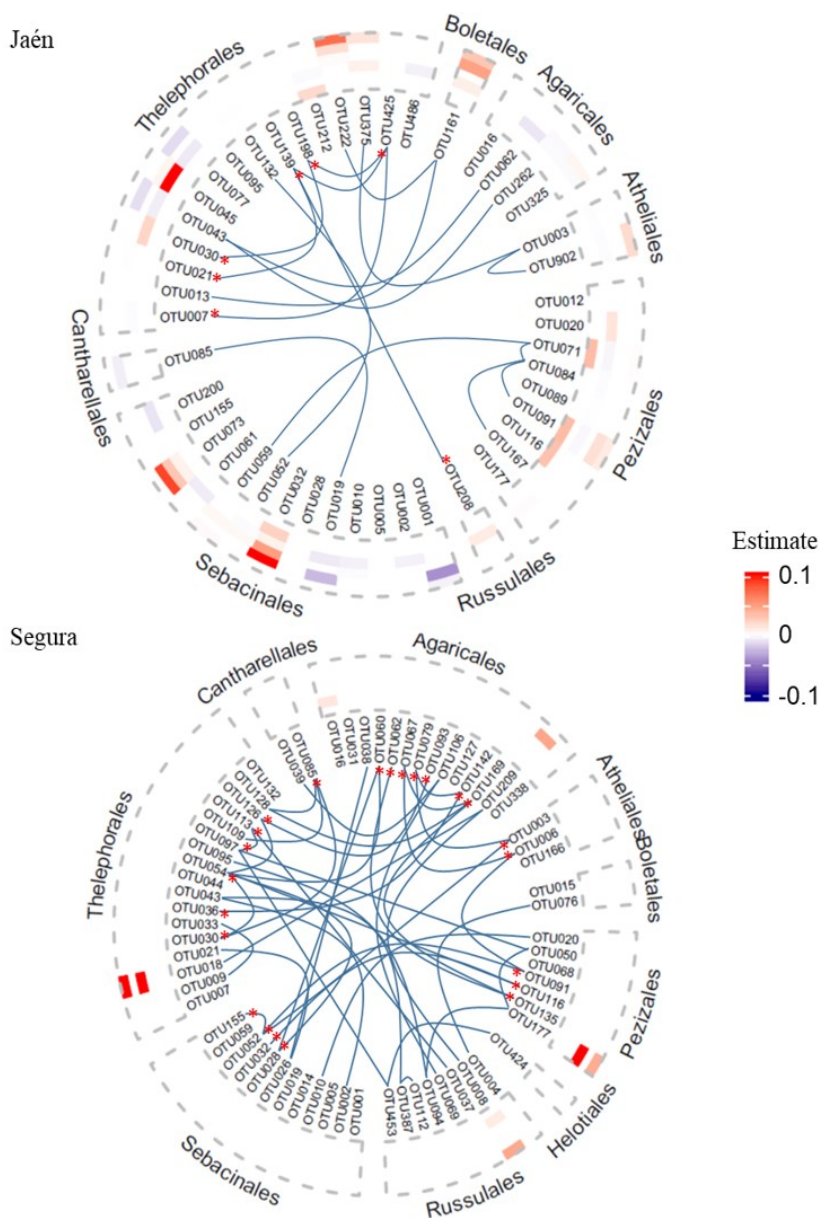 Jaén
Thelephorales
Boletales
Agaricales
Atheliales
Pezizales
Russulales
Sebacinales
Cantharellales
OTU007
OTU013
OTU021
OTU030
OTU043
OTU045
OTU077
OTU095
OTU132
OTU139
OTU198
OTU212
OTU222
OTU375
OTU425
OTU486
OTU161
OTU016
OTU062
OTU262
OTU325
OTU003
OTU902
OTU012
OTU020
OTU071
OTU084
OTU089
OTU091
OTU116
OTU167
OTU177
OTU208
OTU001
OTU002
OTU005
OTU010
OTU019
OTU028
OTU032
OTU052
OTU059
OTU061
OTU073
OTU155
OTU200
OTU085
Estimate
0.1
0
-0.1
Segura
Thelephorales
Cantharellales
Agaricales
Atheliales
Boletales
Pezizales
Helotiales
Russulales
Sebacinales
OTU007
OTU009
OTU018
OTU021
OTU030
OTU033
OTU036
OTU043
OTU044
OTU054
OTU095
OTU097
OTU109
OTU113
OTU126
OTU128
OTU132
OTU039
OTU085
OTU016
OTU031
OTU038
OTU060
OTU062
OTU067
OTU079
OTU093
OTU106
OTU127
OTU142
OTU169
OTU209
OTU338
OTU003
OTU006
OTU166
OTU015
OTU076
OTU020
OTU050
OTU068
OTU091
OTU116
OTU135
OTU177
OTU424
OTU004
OTU008
OTU037
OTU069
OTU094
OTU112
OTU387
OTU453
OTU001
OTU002
OTU005
OTU010
OTU014
OTU019
OTU026
OTU028
OTU032
OTU052
OTU059
OTU155